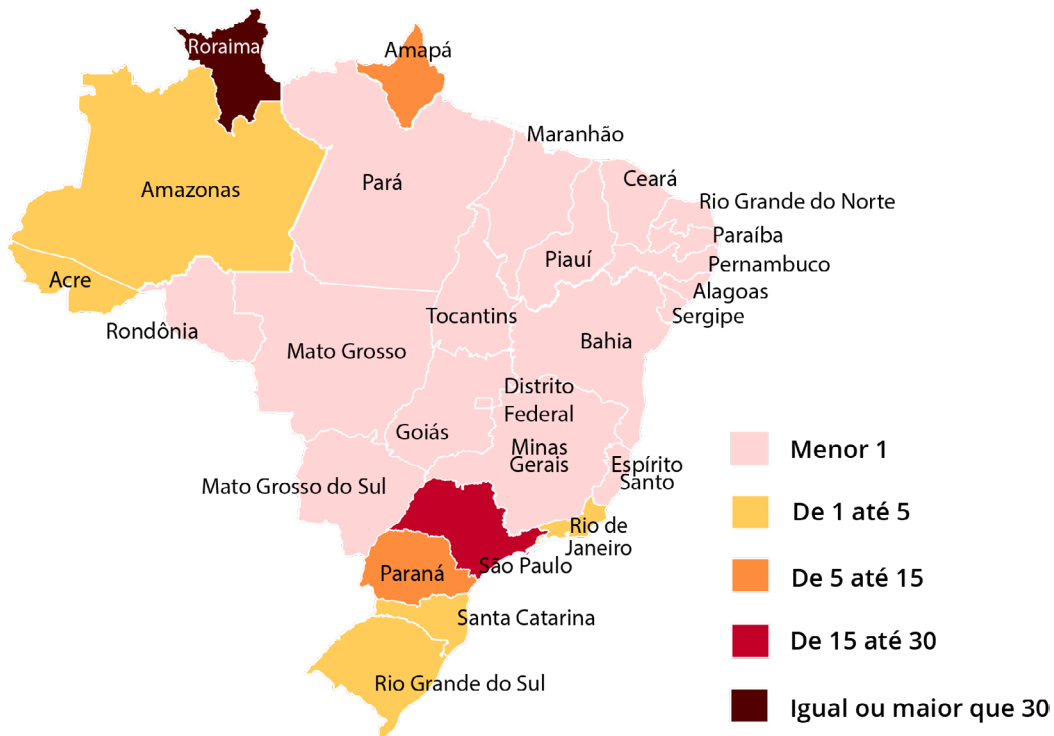 Roraima
Amapá
Maranhão
Ceará
Amazonas
Pará
Rio Grande do Norte
Paraíba
Piauí
Pernambuco
Acre
Alagoas
Tocantins
Sergipe
Rondônia
Mato Grosso
Bahia
Distrito
Federal
Goiás
Minas
Gerais
Espírito
Santo
Mato Grosso do Sul
Rio de
Janeiro
São Paulo
Paraná
Santa Catarina
Rio Grande do Sul
Menor 1
De 1 até 5
De 5 até 15
De 15 até 30
Igual ou maior que 30